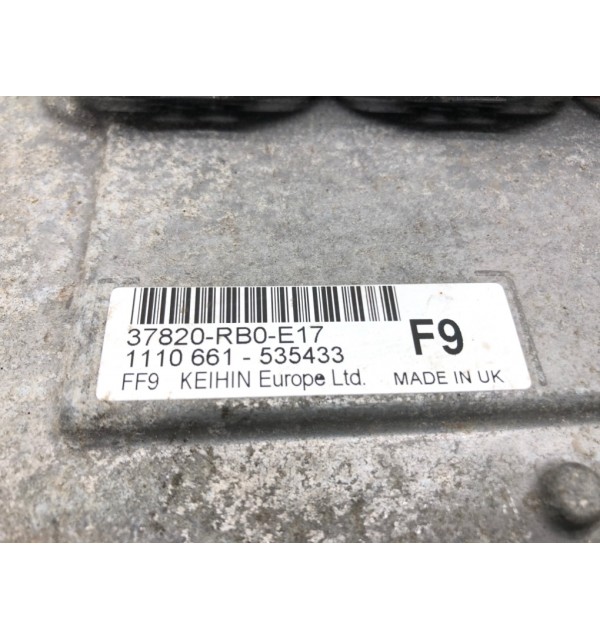 37820-RB0-E17
1110 661 - 535433
F9
FF9 KEIHIN Europe Ltd. MADE IN UK